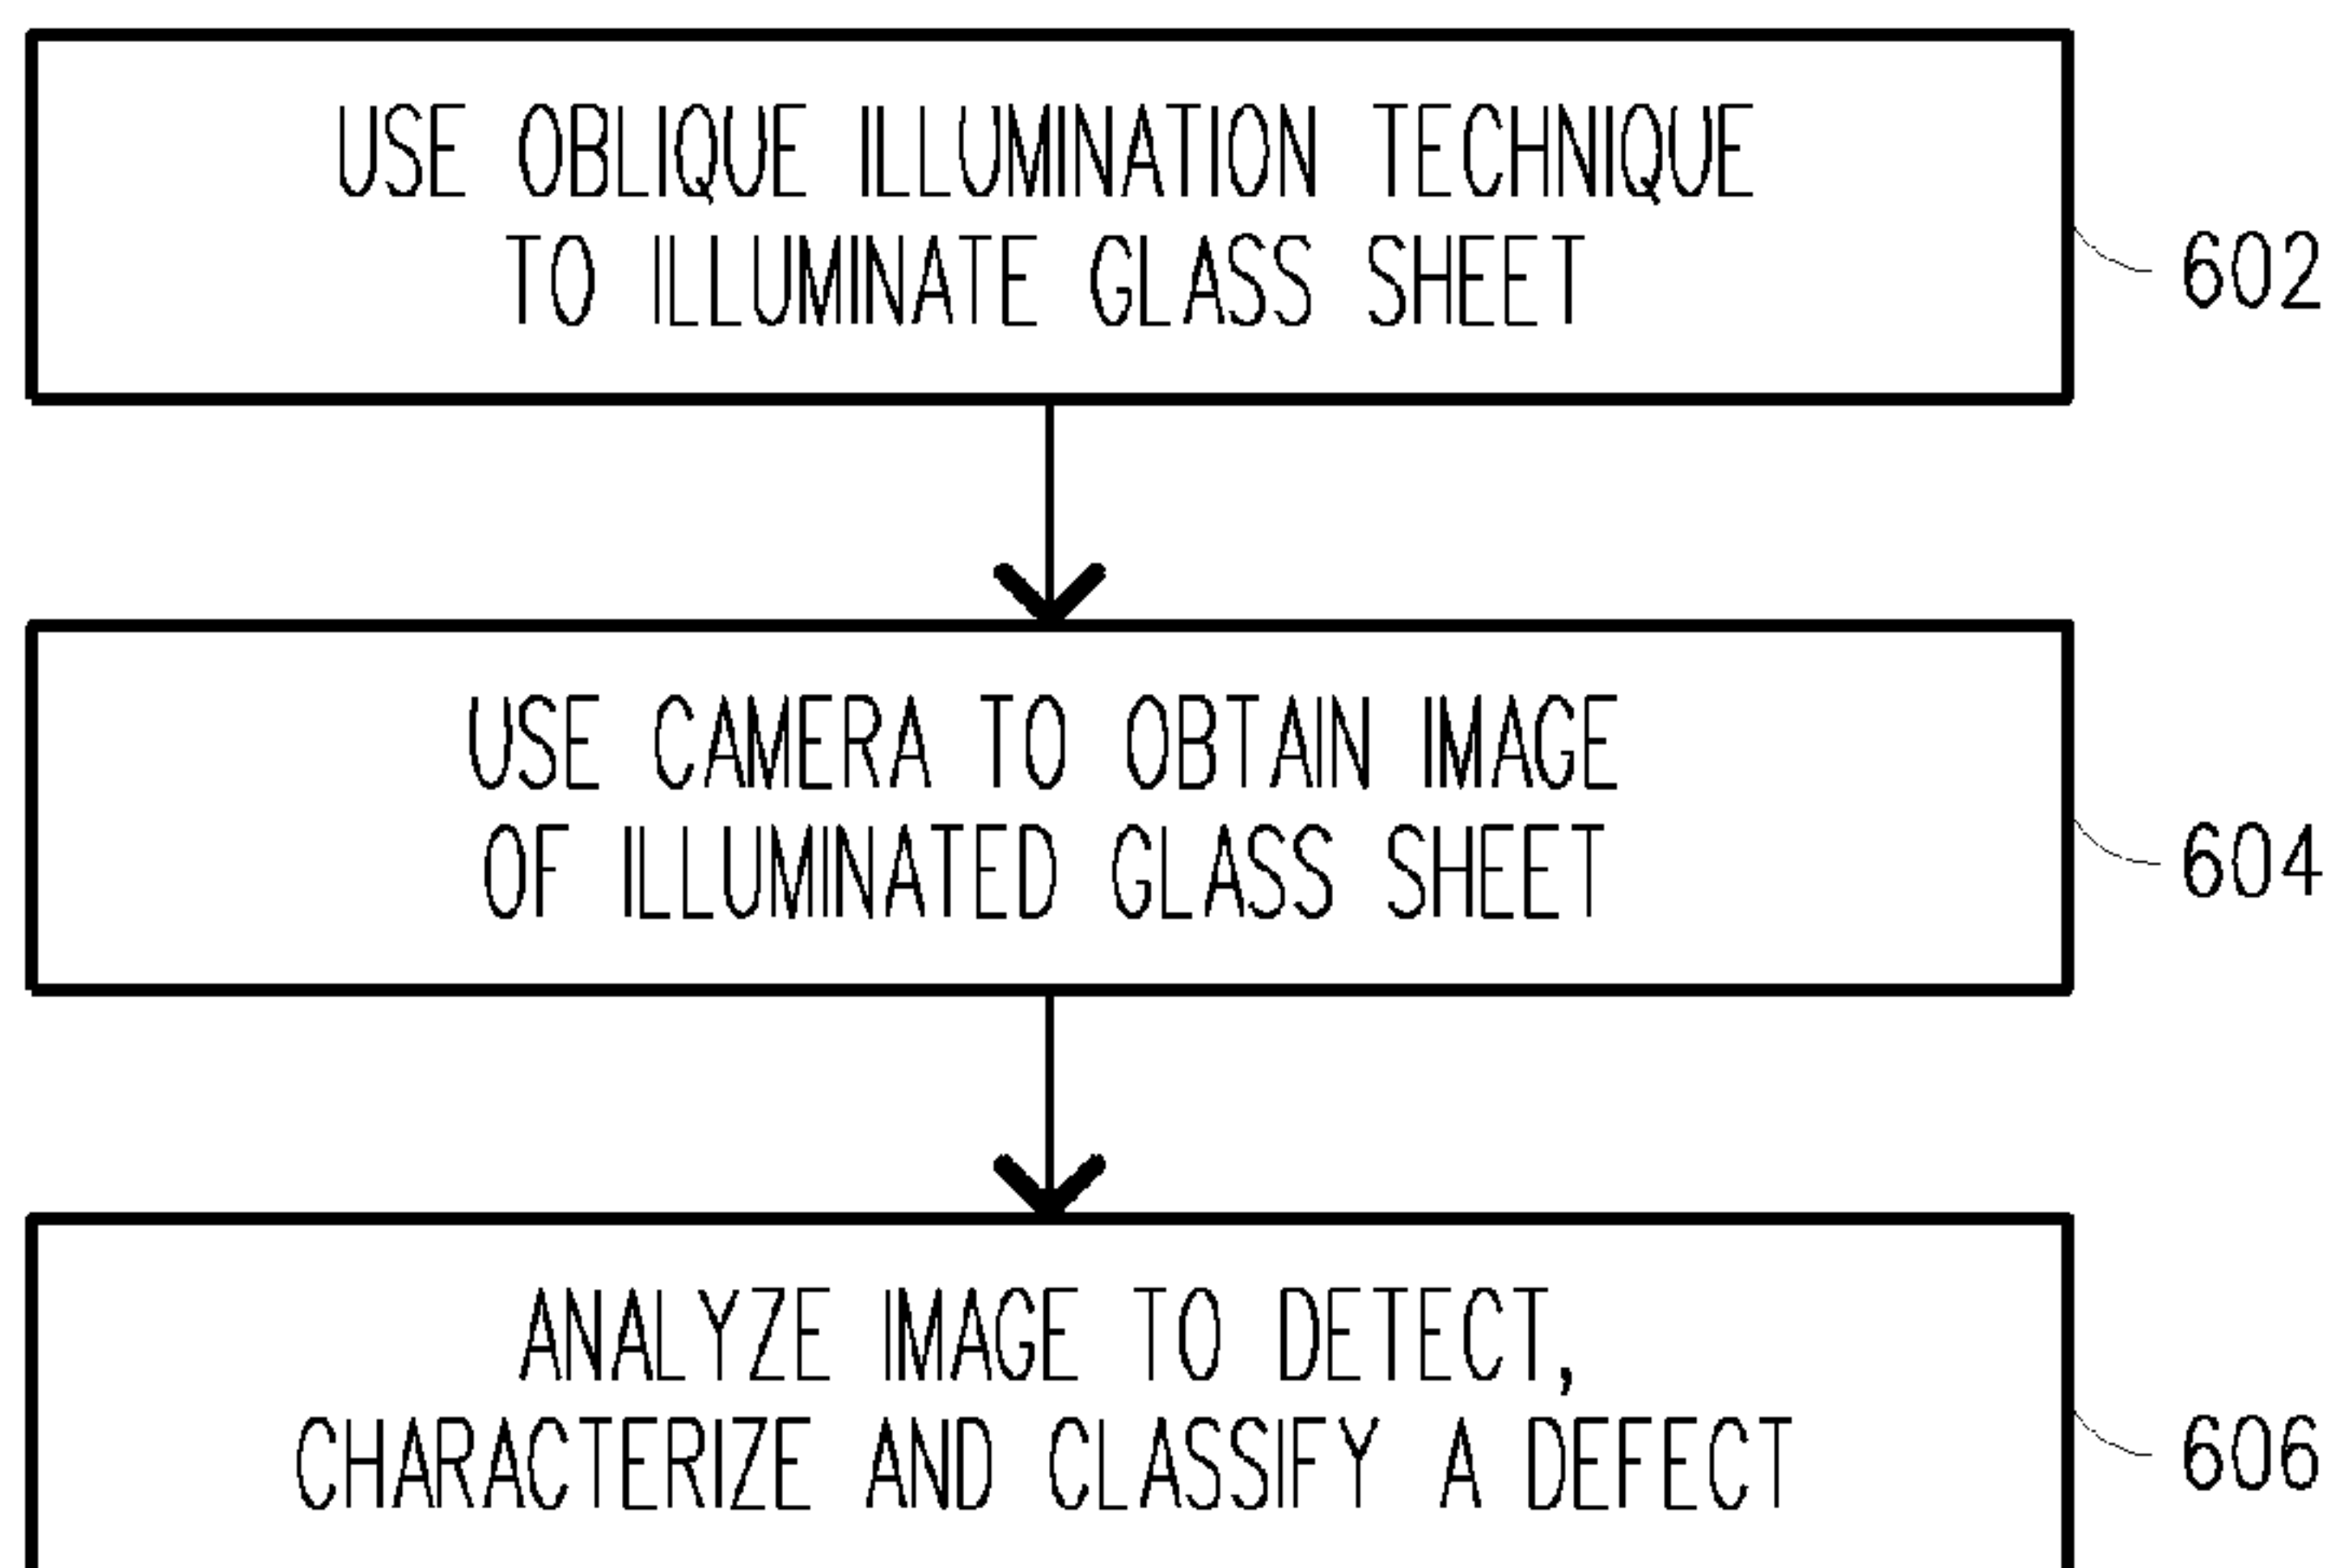 USE OBLIQUE ILLUMINATION TECHNIQUE
TO ILLUMINATE GLASS SHEET
602
USE CAMERA TO OBTAIN IMAGE
OF ILLUMINATED GLASS SHEET
604
ANALYZE IMAGE TO DETECT,
CHARACTERIZE AND CLASSIFY A DEFECT
606